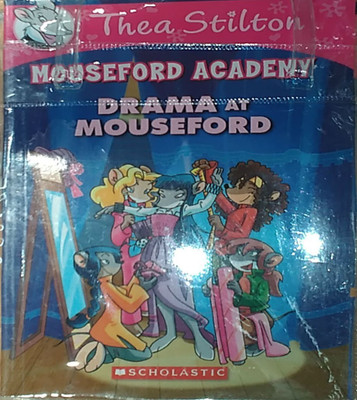 Thea Stilton
MOUSEFORD ACADEMY
DRAMA AT
MOUSEFORD
SCHOLASTIC